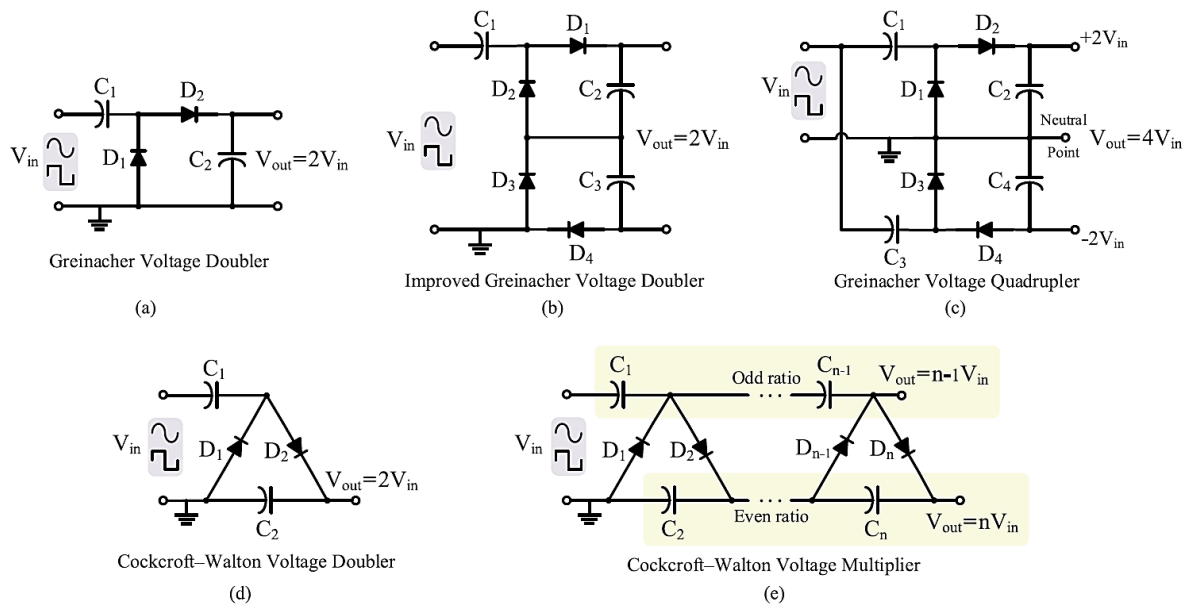 C1
D2
Vin
D1
C2
Vout=2Vin
Greinacher Voltage Doubler
(a)
C1
D1
D2
C2
Vin
Vout=2Vin
D3
C3
D4
Improved Greinacher Voltage Doubler
(b)
C1
D2
+2Vin
Vin
D1
C2
Neutral
Point
Vout=4Vin
D3
C4
-2Vin
C3
D4
Greinacher Voltage Quadrupler
(c)
C1
Vin
D1
D2
Vout=2Vin
C2
Cockcroft–Walton Voltage Doubler
(d)
C1
Odd ratio
Cn-1
Vout=n-1Vin
Vin
D1
D2
Dn-1
Dn
C2
Even ratio
Cn
Vout=nVin
Cockcroft–Walton Voltage Multiplier
(e)